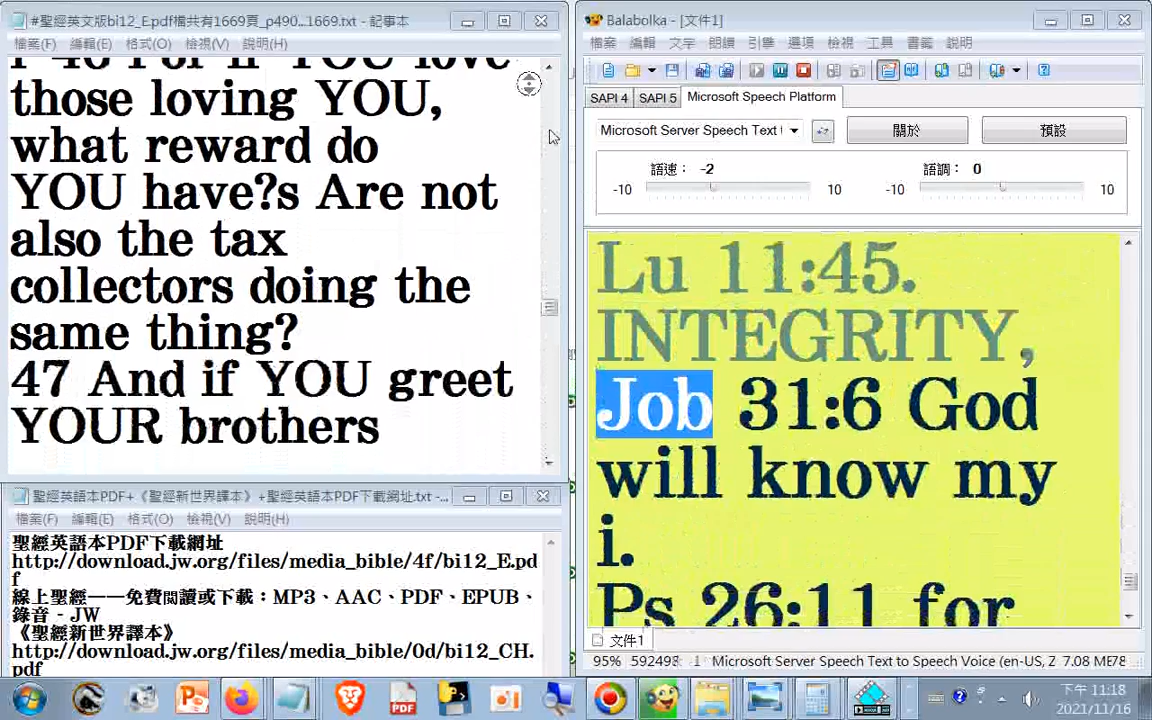 #聖經英文版bi12_E.pdf檔共有1669頁_p490...1669.txt - 記事本
檔案(F) 編輯(E) 格式(O) 檢視(V) 說明(H)
those loving YOU,
what reward do
YOU have?s Are not
also the tax
collectors doing the
same thing?
47 And if YOU greet
YOUR brothers
聖經英語本PDF+《聖經新世界譯本》+聖經英語本PDF下載網址.txt -...
檔案(F) 編輯(E) 格式(O) 檢視(V) 說明(H)
聖經英語本PDF下載網址
http://download.jw.org/files/media_bible/4f/bi12_E.pd
f
線上聖經——免費閱讀或下載：MP3、AAC、PDF、EPUB、
錄音 - JW
《聖經新世界譯本》
http://download.jw.org/files/media_bible/0d/bi12_CH.
pdf
Balabolka - [文件1]
檔案 編輯 文字 朗讀 引擎 選項 檢視 工具 書籤 說明
SAPI 4 SAPI 5 Microsoft Speech Platform
Microsoft Server Speech Text 關於 預設
語速： -2 語調： 0
-10 10 -10 10
Lu 11:45.
INTEGRITY,
Job 31:6 God
will know my
i.
Ps 26:11 for
文件1
95% 592498 Microsoft Server Speech Text to Speech Voice (en-US, Z 7.08 ME78
下午 11:18
2021/11/16